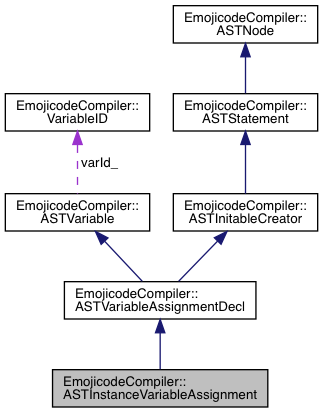 EmojicodeCompiler::
ASTNode
EmojicodeCompiler::
VariableID
EmojicodeCompiler::
ASTStatement
varId_
EmojicodeCompiler::
ASTVariable
EmojicodeCompiler::
ASTInitableCreator
EmojicodeCompiler::
ASTVariableAssignmentDecl
EmojicodeCompiler::
ASTInstanceVariableAssignment